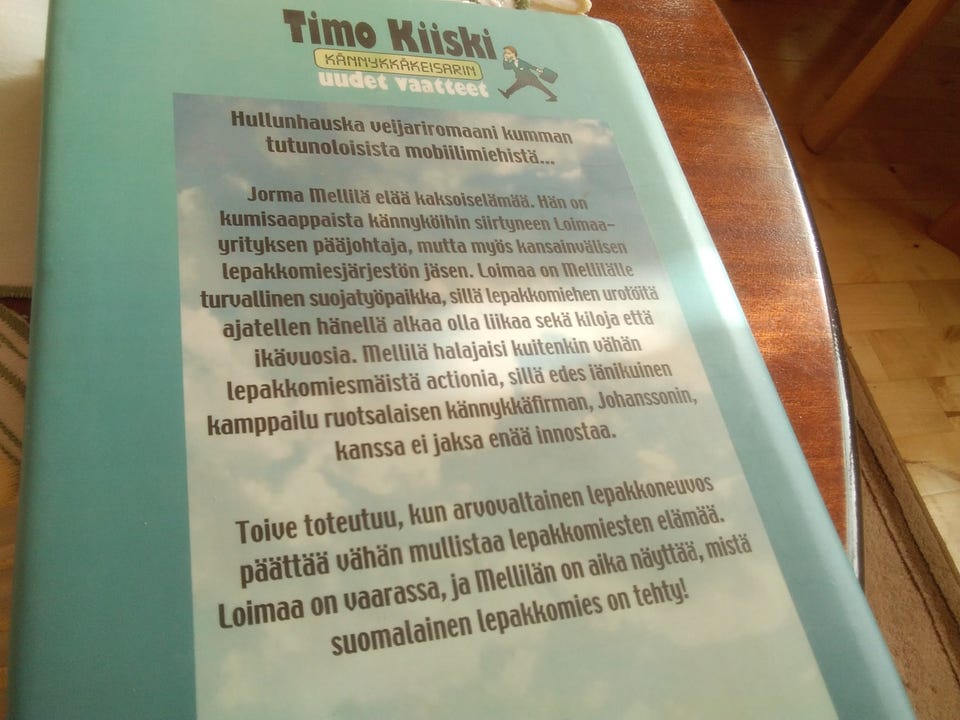 Timo Kiiski
KÄNNYKKÄKEISARIN
uudet vaatteet
Hullunhauska veijariromaani kumman
tutunoloisista mobiilimiehistä...
Jorma Mellilä elää kaksoiselämää. Hän on
kumisaappaista kännyköihin siirtyneen Loimaa-
yrityksen pääjohtaja, mutta myös kansainvälisen
lepakkomiesjärjestön jäsen. Loimaa on Mellilälle
turvallinen suojatyöpaikka, sillä lepakkomiehen urotöitä
ajatellen hänellä alkaa olla liikaa sekä kiloja että
ikävuosia. Mellilä halajaisi kuitenkin vähän
lepakkomiesmäistä actionia, sillä edes iänikuinen
kamppailu ruotsalaisen kännykkäfirman, Johanssonin,
kanssa ei jaksa enää innostaa.
Toive toteutuu, kun arvovaltainen lepakkoneuvos
päättää vähän mullistaa lepakkomiesten elämää.
Loimaa on vaarassa, ja Mellilän on aika näyttää, mistä
suomalainen lepakkomies on tehty!